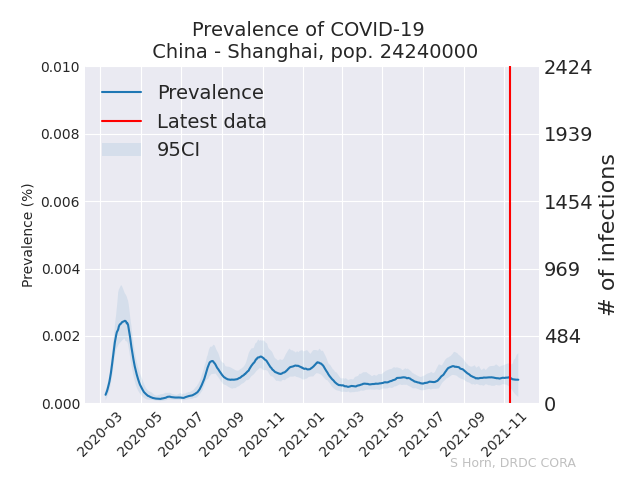 Prevalence of COVID-19
China - Shanghai, pop. 24240000
Prevalence
Latest data
95CI
Prevalence (%)
0.010
0.008
0.006
0.004
0.002
0.000
2424
1939
1454
969
484
0
# of infections
2020-03
2020-05
2020-07
2020-09
2020-11
2021-01
2021-03
2021-05
2021-07
2021-09
2021-11
S Horn, DRDC CORA